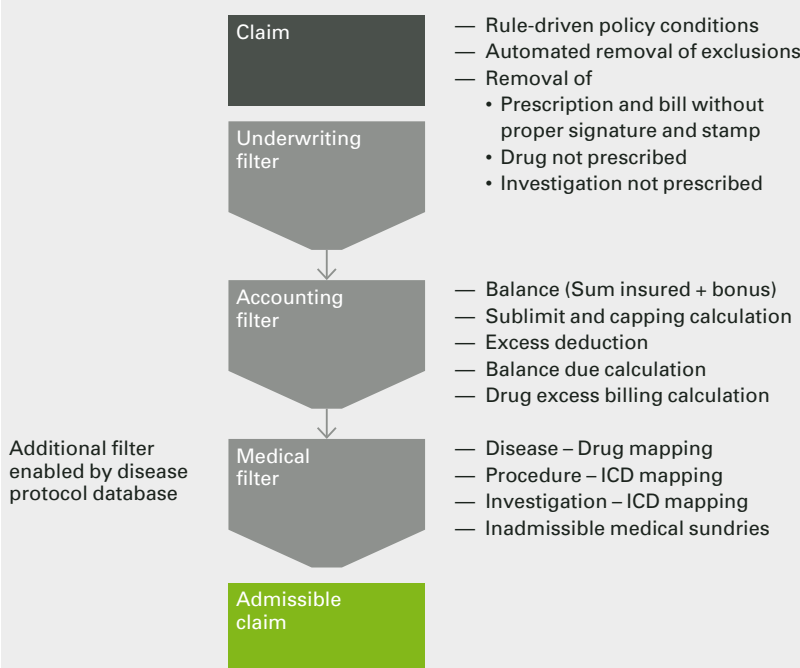 Claim
— Rule-driven policy conditions
— Automated removal of exclusions
— Removal of
• Prescription and bill without
proper signature and stamp
• Drug not prescribed
• Investigation not prescribed
Underwriting
filter
Accounting
filter
— Balance (Sum insured + bonus)
— Sublimit and capping calculation
— Excess deduction
— Balance due calculation
— Drug excess billing calculation
Additional filter
enabled by disease
protocol database
Medical
filter
— Disease – Drug mapping
— Procedure – ICD mapping
— Investigation – ICD mapping
— Inadmissible medical sundries
Admissible
claim